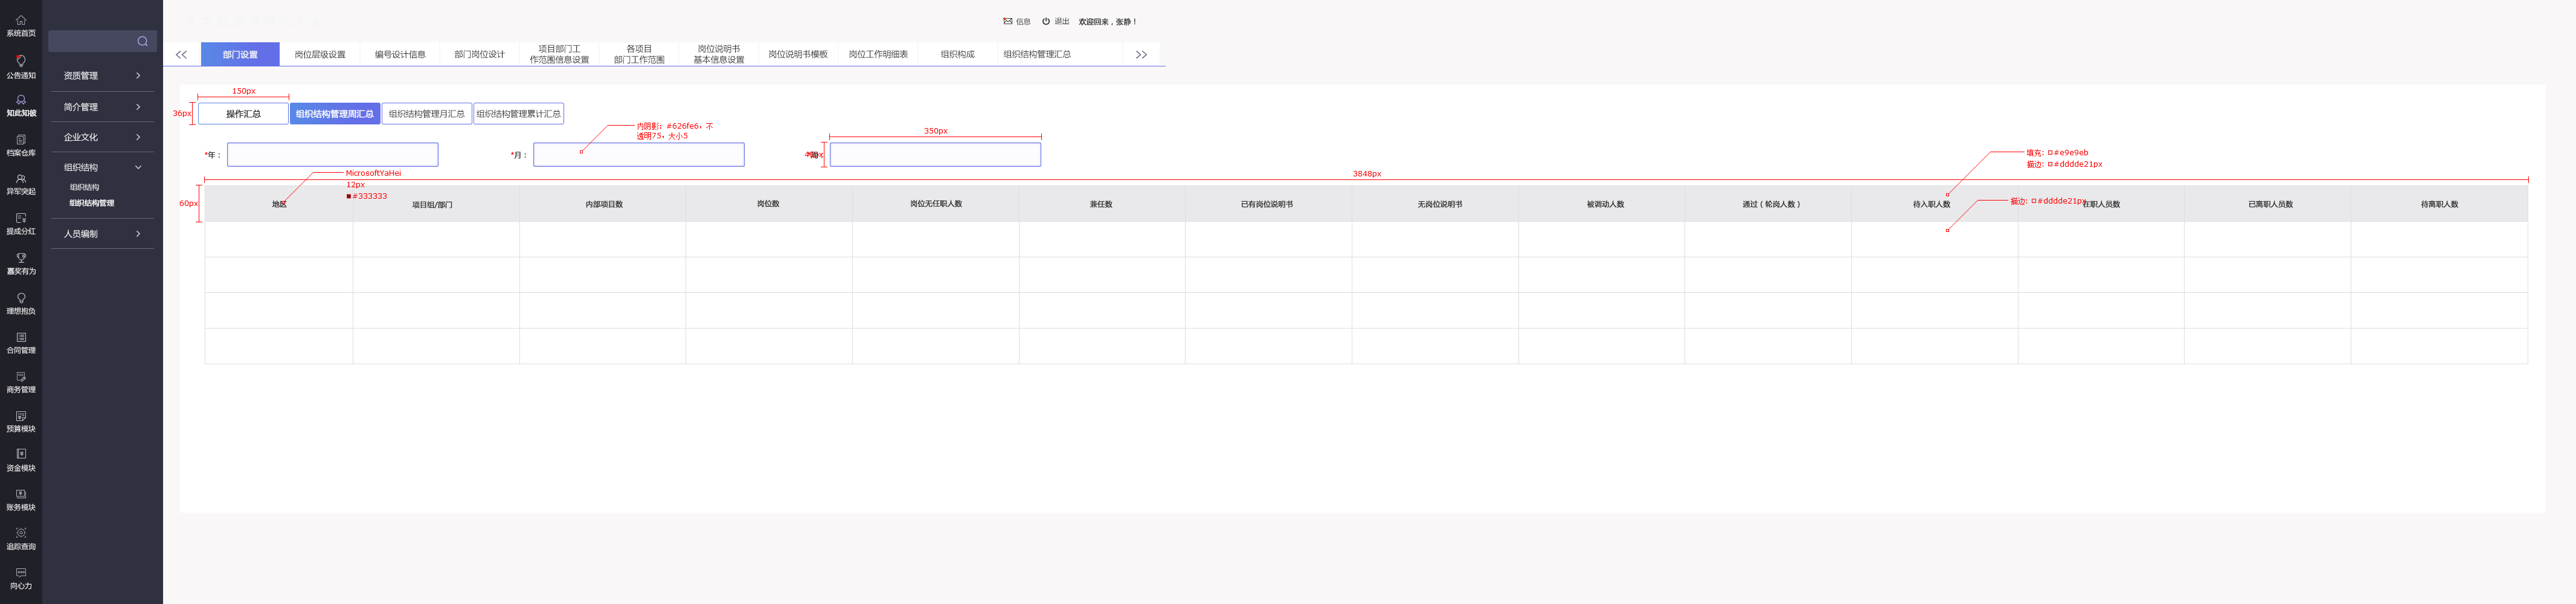 信息
退出
欢迎回来，张静！
系统首页
公告通知
知此知彼
档案仓库
异军突起
提成分红
嘉奖有为
理想抱负
合同管理
商务管理
预算模块
资金模块
账务模块
追踪查询
向心力
资质管理
简介管理
企业文化
组织结构
组织结构
组织结构管理
人员编制
部门设置
岗位层级设置
编号设计信息
部门岗位设计
项目部门工
作范围信息设置
各项目
部门工作范围
岗位说明书
基本信息设置
岗位说明书模板
岗位工作明细表
组织构成
组织结构管理汇总
150px
36px
操作汇总
组织结构管理周汇总
组织结构管理月汇总
组织结构管理累计汇总
内阴影：#626fe6，不
透明75，大小5
350px
*年：
*月：
填充：#e9e9eb
描边：#dddde21px
MicrosoftYaHei
12px
#333333
3848px
60px
地区
项目组/部门
内部项目数
岗位数
岗位无任职人数
兼任数
已有岗位说明书
无岗位说明书
被调动人数
通过（轮岗人数）
待入职人数
描边：#dddde21px
在职人员数
已离职人员数
待离职人数